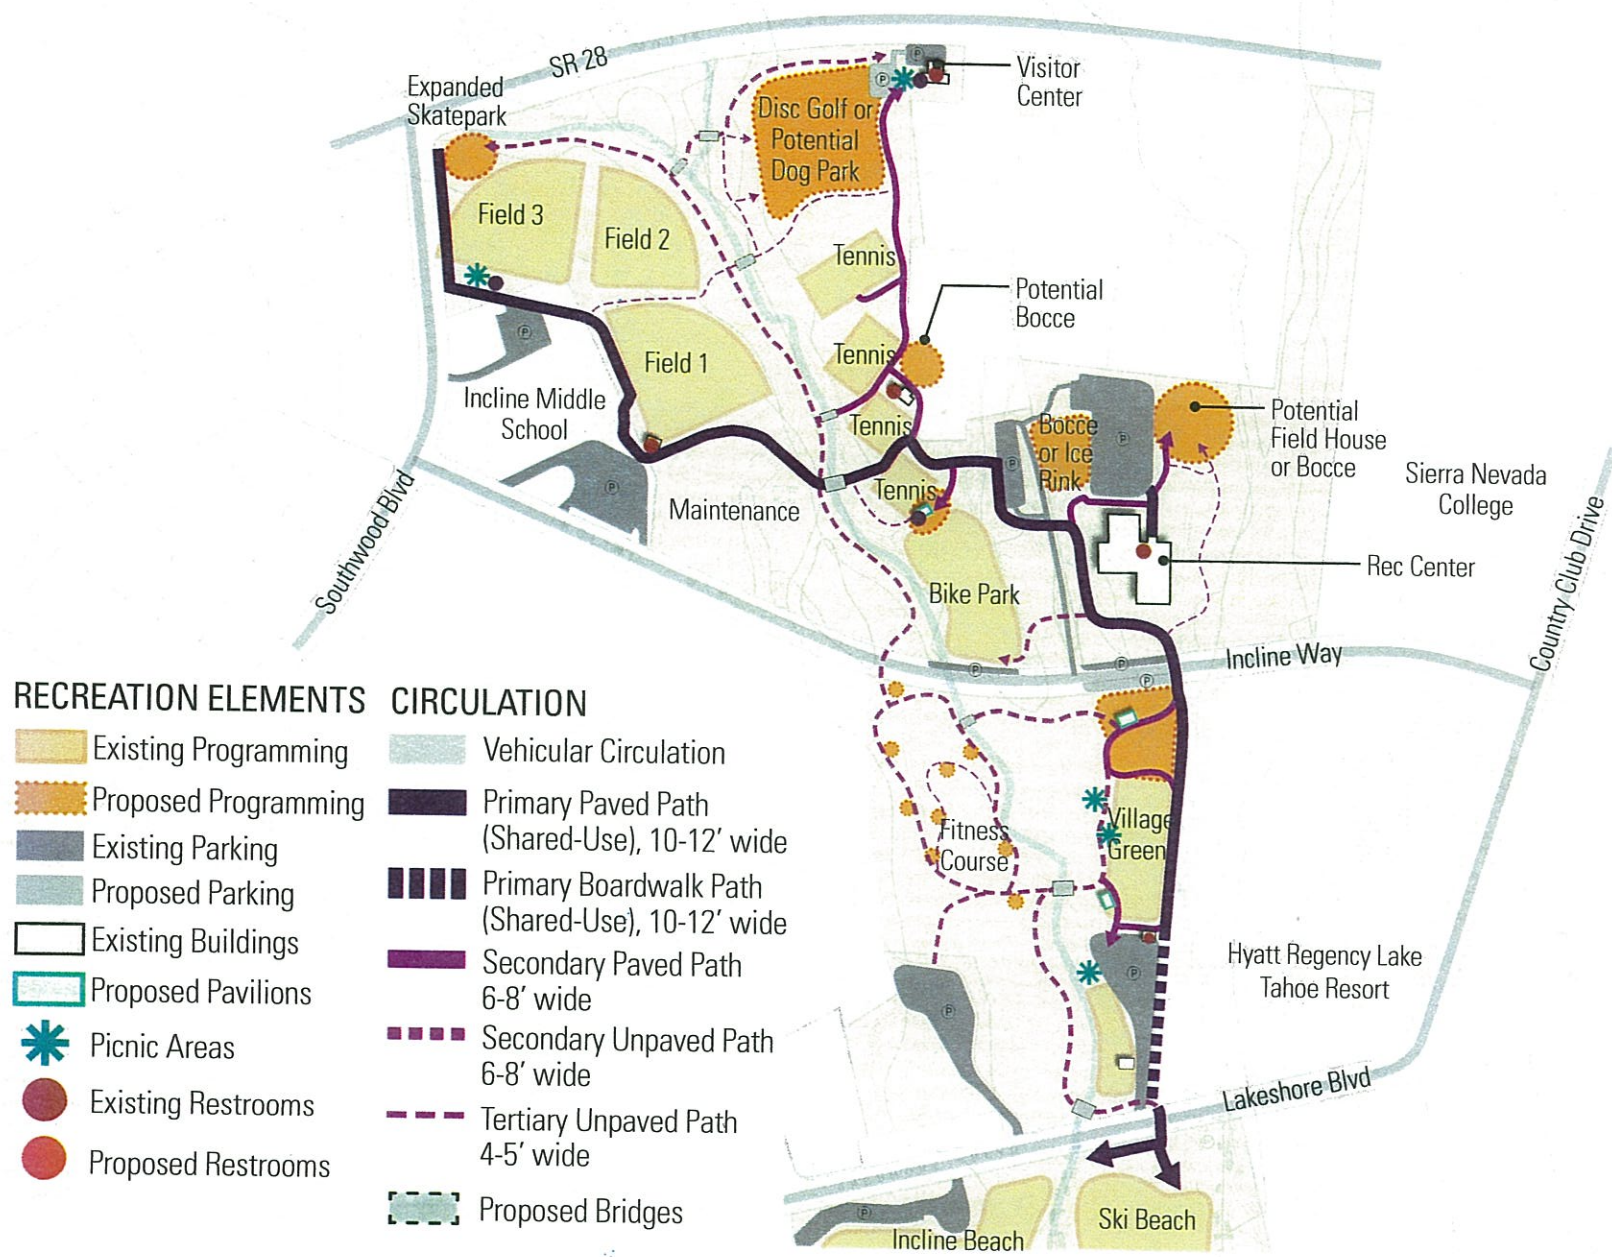 SR 28
Expanded
Skatepark
Visitor
Center
Disc Golf or
Potential
Dog Park
Field 3
Field 2
Tennis
Potential
Bocce
Tennis
Field 1
Incline Middle
School
Tennis
Bocce
or Ice
Rink
Potential
Field House
or Bocce
Sierra Nevada
College
Southwood Blvd
Maintenance
Tennis
Rec Center
Country Club Drive
Bike Park
Incline Way
Village
Green
Fitness
Course
Hyatt Regency Lake
Tahoe Resort
Lakeshore Blvd
Ski Beach
Incline Beach
P
P
P
P
P
P
P
P
P
P
P
P
RECREATION ELEMENTS
Existing Programming
Proposed Programming
Existing Parking
Proposed Parking
Existing Buildings
Proposed Pavilions
Picnic Areas
Existing Restrooms
Proposed Restrooms
CIRCULATION
Vehicular Circulation
Primary Paved Path
(Shared-Use), 10-12' wide
Primary Boardwalk Path
(Shared-Use), 10-12' wide
Secondary Paved Path
6-8' wide
Secondary Unpaved Path
6-8' wide
Tertiary Unpaved Path
4-5' wide
Proposed Bridges